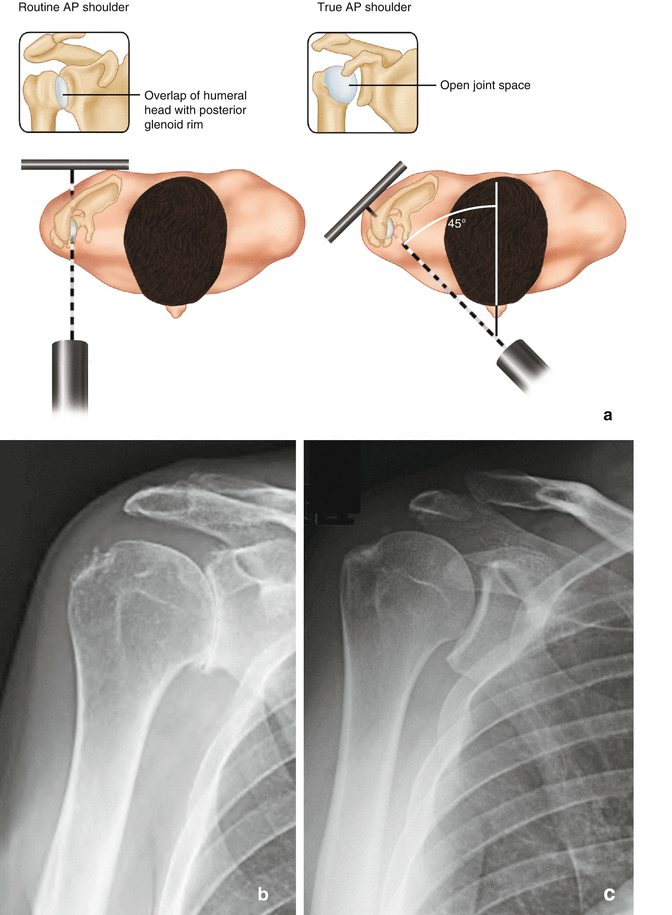 Routine AP shoulder
True AP shoulder
Overlap of humeral
head with posterior
glenoid rim
Open joint space
45°
a
b
c